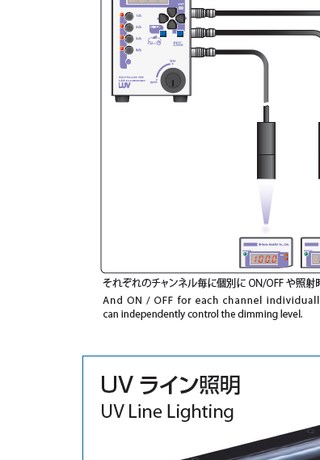 LUV
1000
それぞれのチャンネル毎に個別に ON/OFF や照射時
And ON / OFF for each channel individuall
can independently control the dimming level.
UV ライン照明
UV Line Lighting